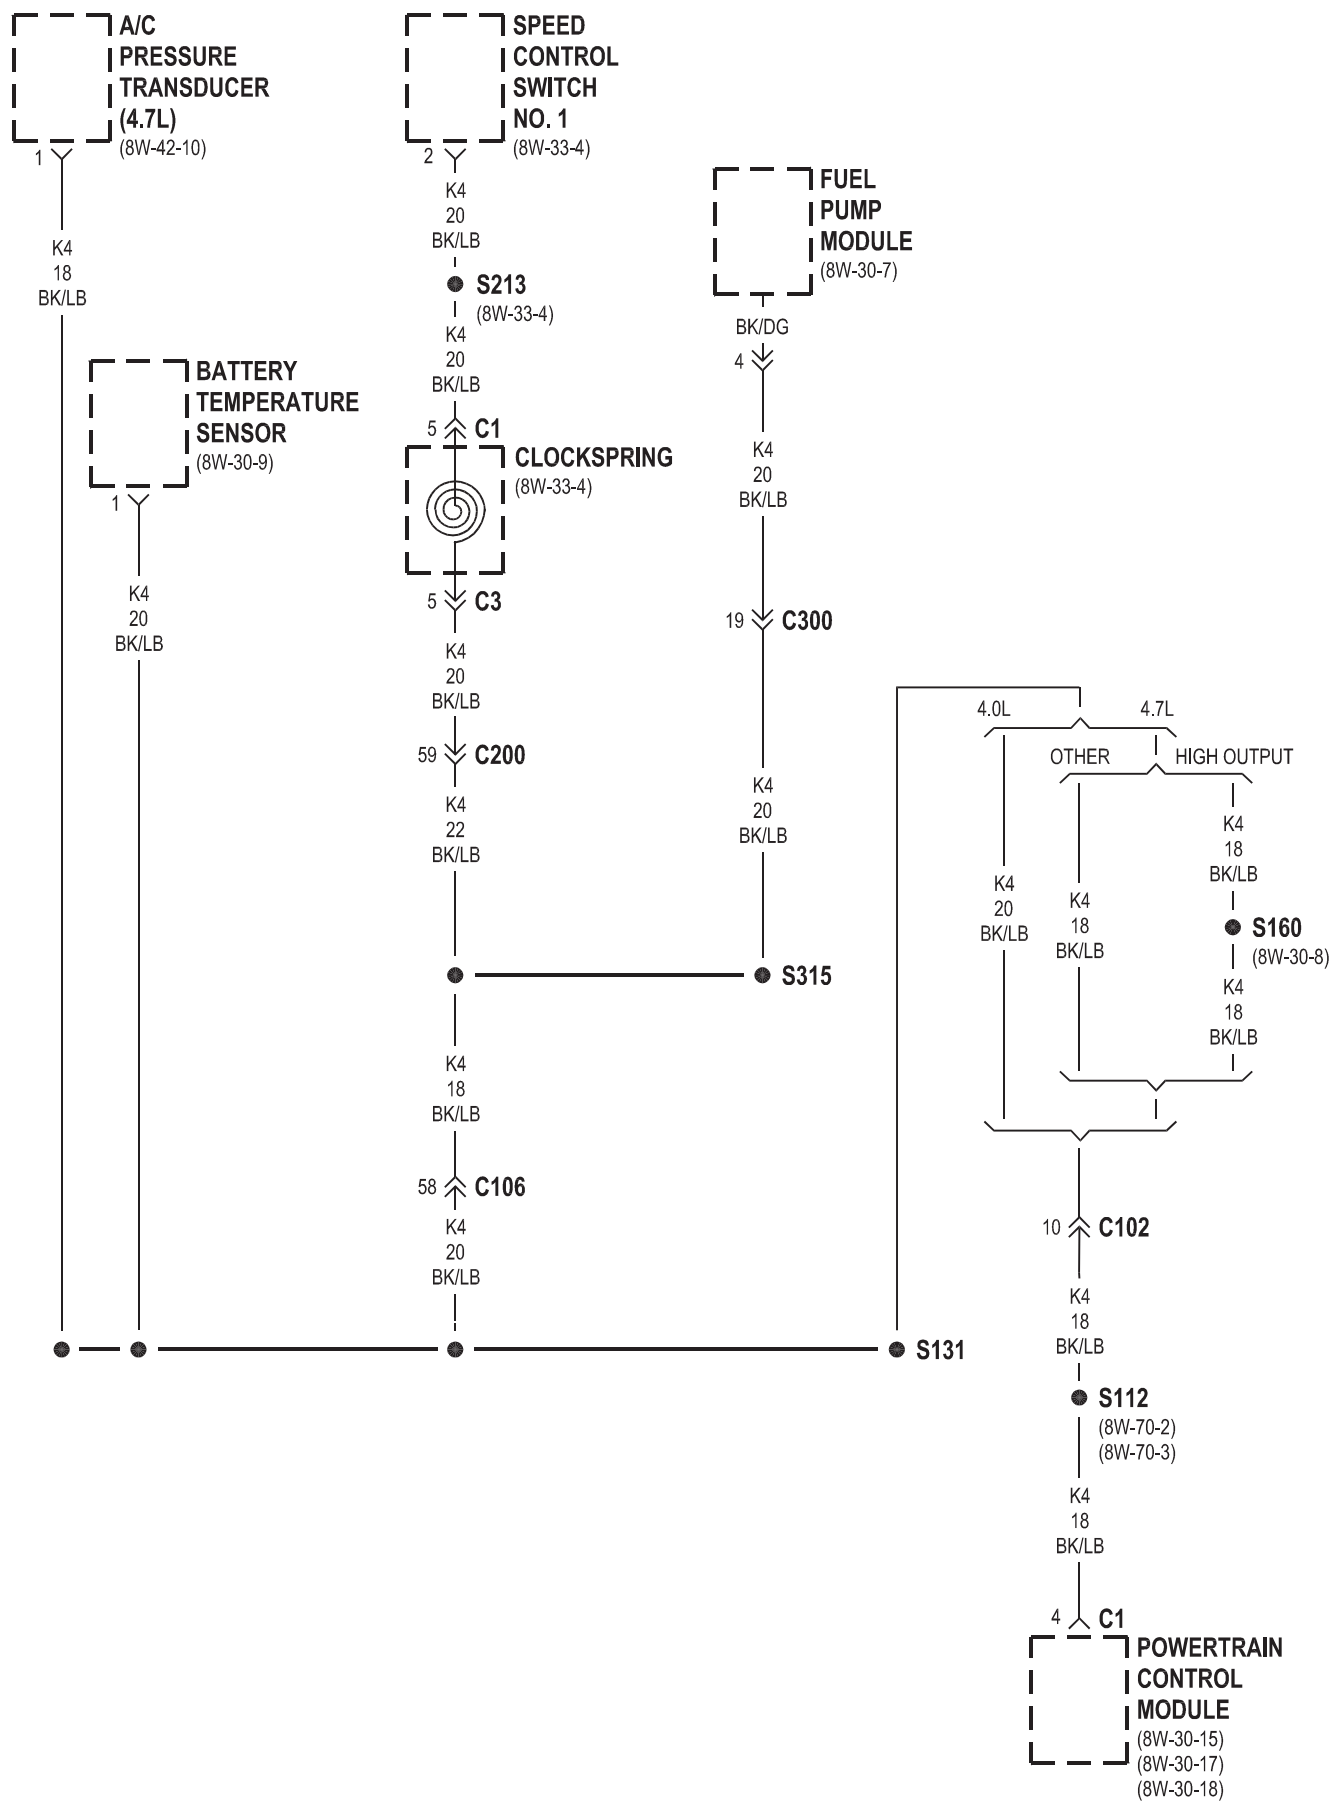 A/C
PRESSURE
TRANSDUCER
(4.7L)
(8W-42-10)
1
K4
18
BK/LB
BATTERY
TEMPERATURE
SENSOR
(8W-30-9)
1
K4
20
BK/LB
SPEED
CONTROL
SWITCH
NO. 1
(8W-33-4)
2
K4
20
BK/LB
S213
(8W-33-4)
K4
20
BK/LB
5 C1
CLOCKSPRING
(8W-33-4)
5 C3
K4
20
BK/LB
59 C200
K4
22
BK/LB
FUEL
PUMP
MODULE
(8W-30-7)
BK/DG
4
K4
20
BK/LB
19 C300
K4
20
BK/LB
S315
K4
18
BK/LB
58 C106
K4
20
BK/LB
S131
4.0L 4.7L
OTHER HIGH OUTPUT
K4
20
BK/LB
K4
18
BK/LB
K4
18
BK/LB
S160
(8W-30-8)
K4
18
BK/LB
10 C102
K4
18
BK/LB
S112
(8W-70-2)
(8W-70-3)
K4
18
BK/LB
4 C1
POWERTRAIN
CONTROL
MODULE
(8W-30-15)
(8W-30-17)
(8W-30-18)